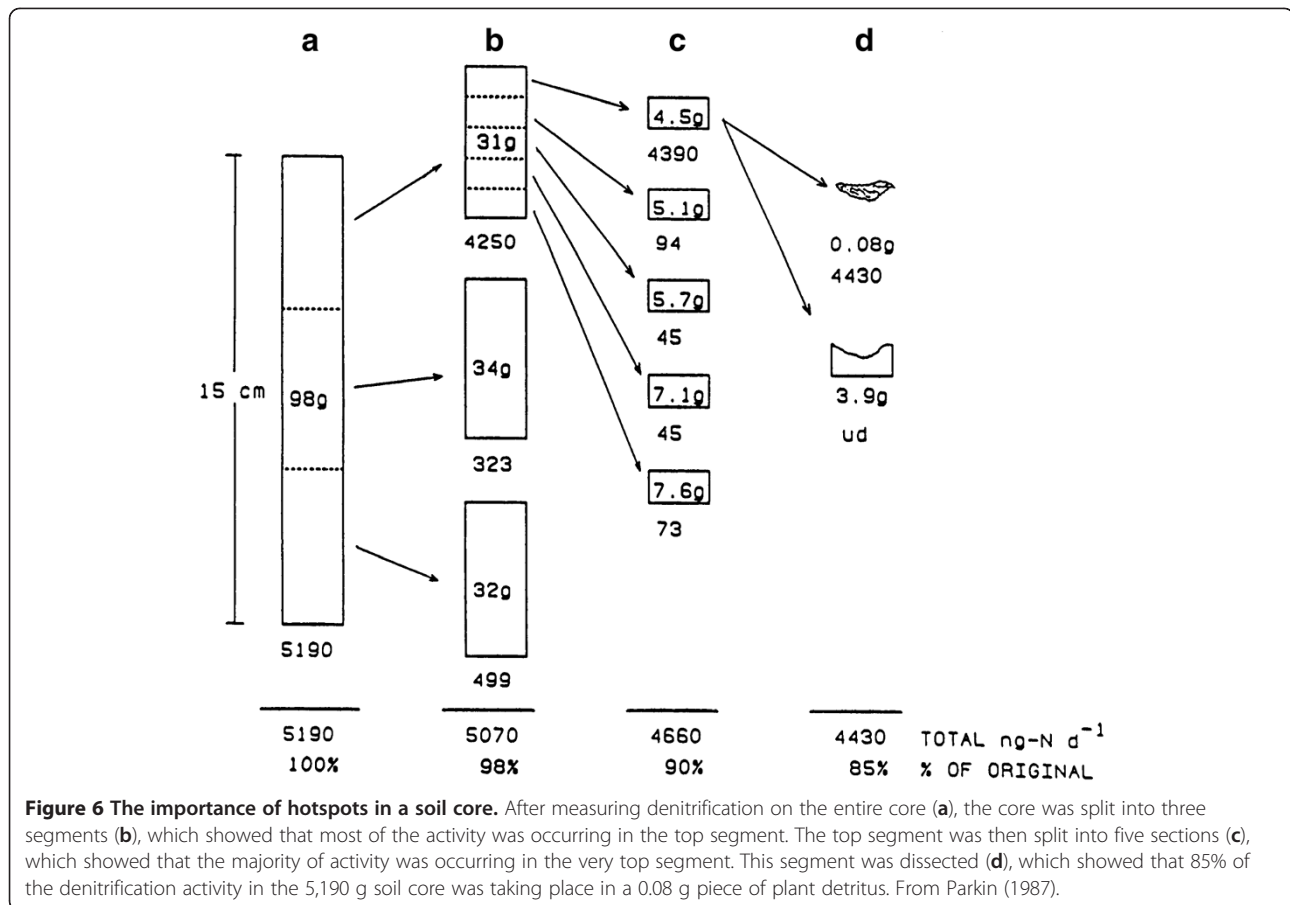 a b c d
15 cm
98g
5190
31g
4250
34g
323
32g
499
4.5g
4390
5.1g
94
5.7g
45
7.1g
45
7.6g
73
0.08g
4430
3.9g
ud
5190 5070 4660 4430 TOTAL ng-N d⁻¹
100% 98% 90% 85% % OF ORIGINAL
Figure 6 The importance of hotspots in a soil core. After measuring denitrification on the entire core (a), the core was split into three
segments (b), which showed that most of the activity was occurring in the top segment. The top segment was then split into five sections (c),
which showed that the majority of activity was occurring in the very top segment. This segment was dissected (d), which showed that 85% of
the denitrification activity in the 5,190 g soil core was taking place in a 0.08 g piece of plant detritus. From Parkin (1987).